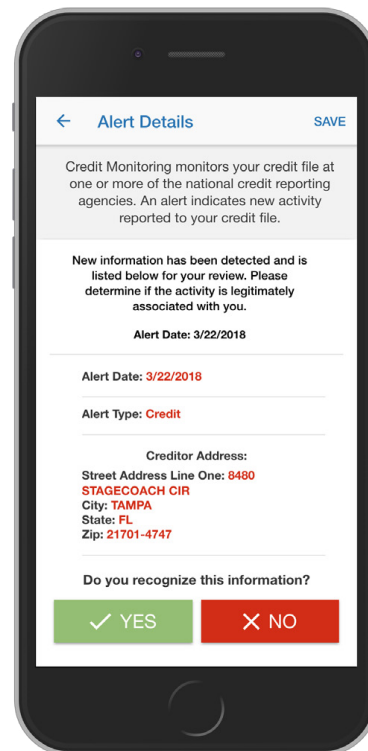 Alert Details SAVE
Credit Monitoring monitors your credit file at
one or more of the national credit reporting
agencies. An alert indicates new activity
reported to your credit file.
New information has been detected and is
listed below for your review. Please
determine if the activity is legitimately
associated with you.
Alert Date: 3/22/2018
Alert Date: 3/22/2018
Alert Type: Credit
Creditor Address:
Street Address Line One: 8480
STAGECOACH CIR
City: TAMPA
State: FL
Zip: 21701-4747
Do you recognize this information?
YES NO